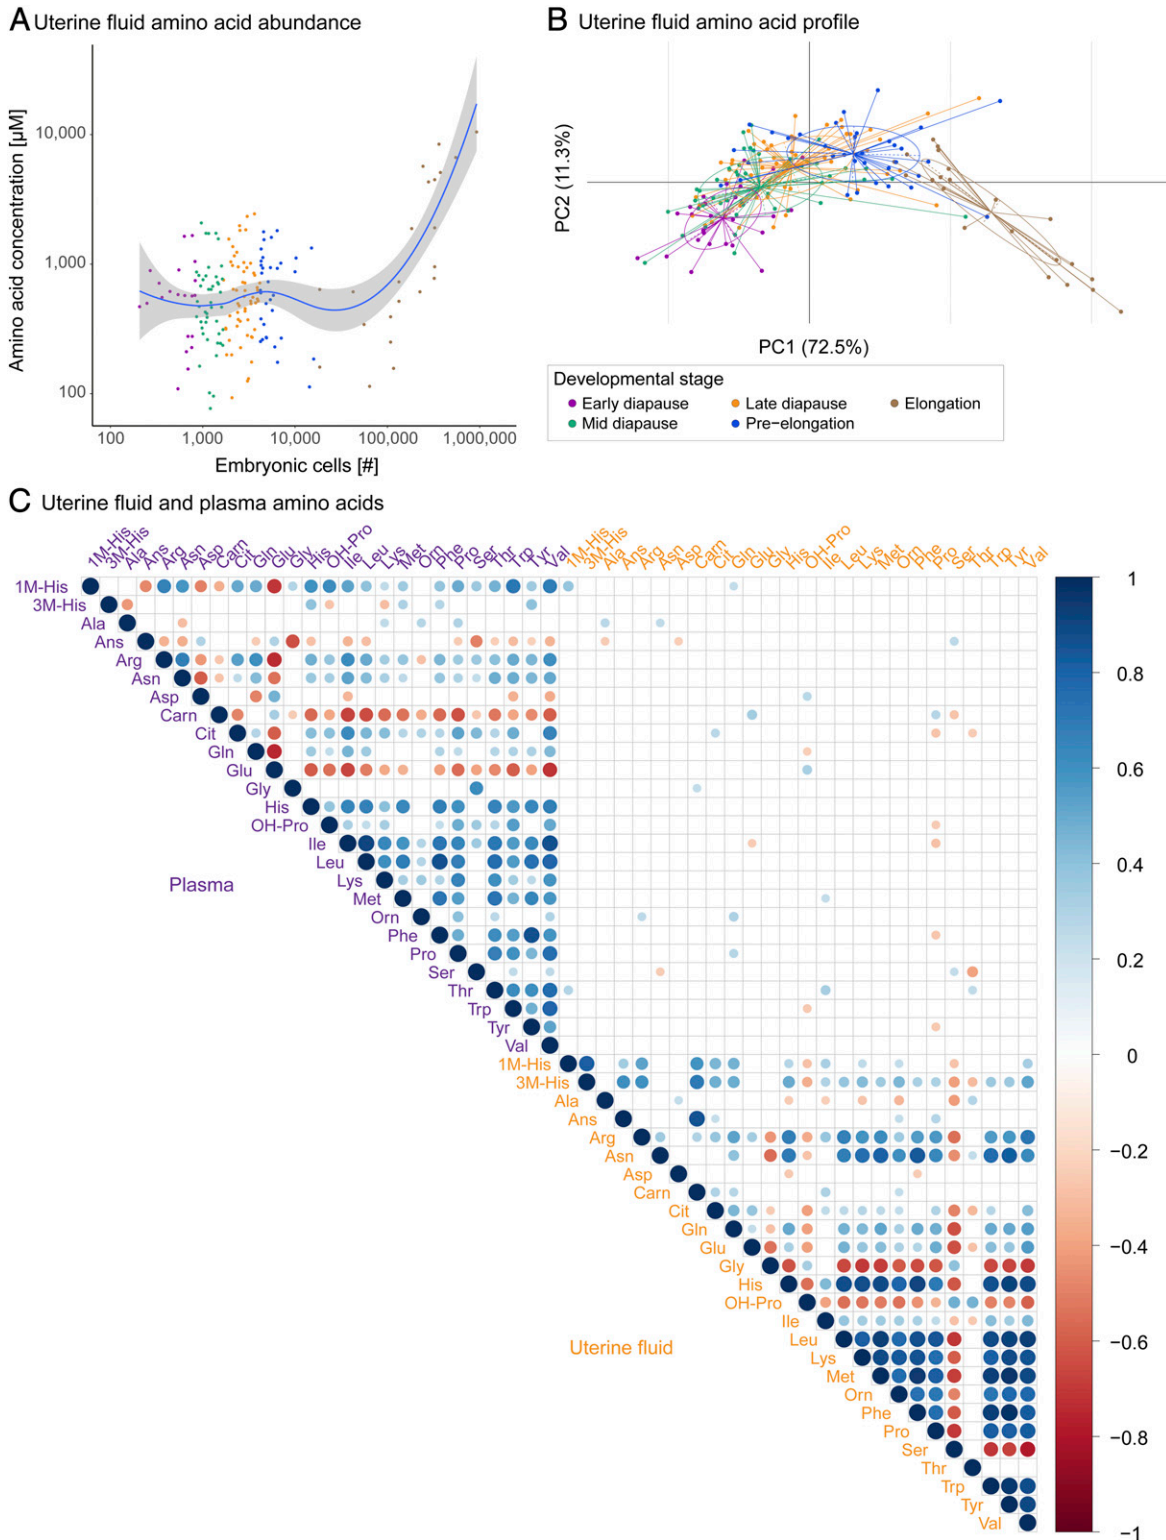 A Uterine fluid amino acid abundance
Amino acid concentration [µM]
10,000
1,000
100
100 1,000 10,000 100,000 1,000,000
Embryonic cells [#]
B Uterine fluid amino acid profile
PC2 (11.3%)
PC1 (72.5%)
Developmental stage
Early diapause Late diapause Elongation
Mid diapause Pre−elongation
C Uterine fluid and plasma amino acids
1M-His 3M-His Ala Ans Arg Asn Asp Carn Cit Gln Glu Gly His OH-Pro Ile Leu Lys Met Orn Phe Pro Ser Thr Trp Tyr Val 1M-His 3M-His Ala Ans Arg Asn Asp Carn Cit Gln Glu Gly His OH-Pro Ile Leu Lys Met Orn Phe Pro Ser Thr Trp Tyr Val
1M-His
3M-His
Ala
Ans
Arg
Asn
Asp
Carn
Cit
Gln
Glu
Gly
His
OH-Pro
Ile
Leu
Plasma
Lys
Met
Orn
Phe
Pro
Ser
Thr
Trp
Tyr
Val
1M-His
3M-His
Ala
Ans
Arg
Asn
Asp
Carn
Cit
Gln
Glu
Gly
His
OH-Pro
Ile
Uterine fluid
Leu
Lys
Met
Orn
Phe
Pro
Ser
Thr
Trp
Tyr
Val
1
0.8
0.6
0.4
0.2
0
−0.2
−0.4
−0.6
−0.8
−1